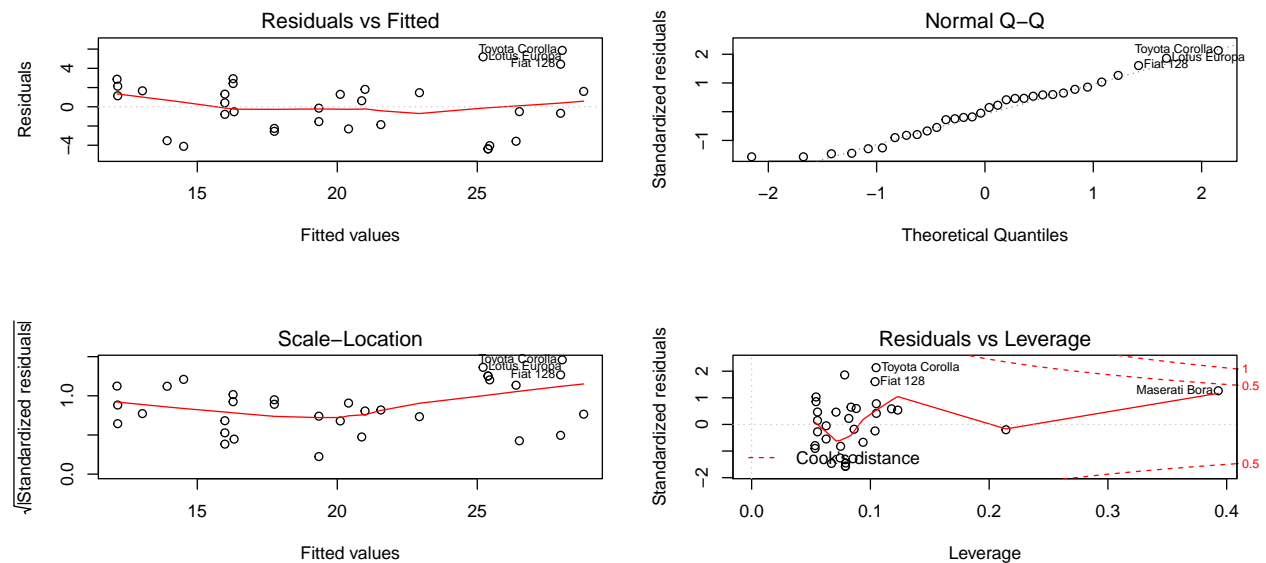 Residuals vs Fitted
Residuals
4
0
−4
Toyota Corolla
Lotus Europa
Fiat 128
15
20
25
Fitted values
Normal Q−Q
Standardized residuals
2
1
−1
Toyota Corolla
Lotus Europa
Fiat 128
−2
−1
0
1
2
Theoretical Quantiles
Scale−Location
√|Standardized residuals|
1.0
0.0
Toyota Corolla
Lotus Europa
Fiat 128
15
20
25
Fitted values
Residuals vs Leverage
Standardized residuals
2
1
0
−2
Toyota Corolla
Fiat 128
Maserati Bora
1
0.5
0.5
Cook's distance
0.0
0.1
0.2
0.3
0.4
Leverage